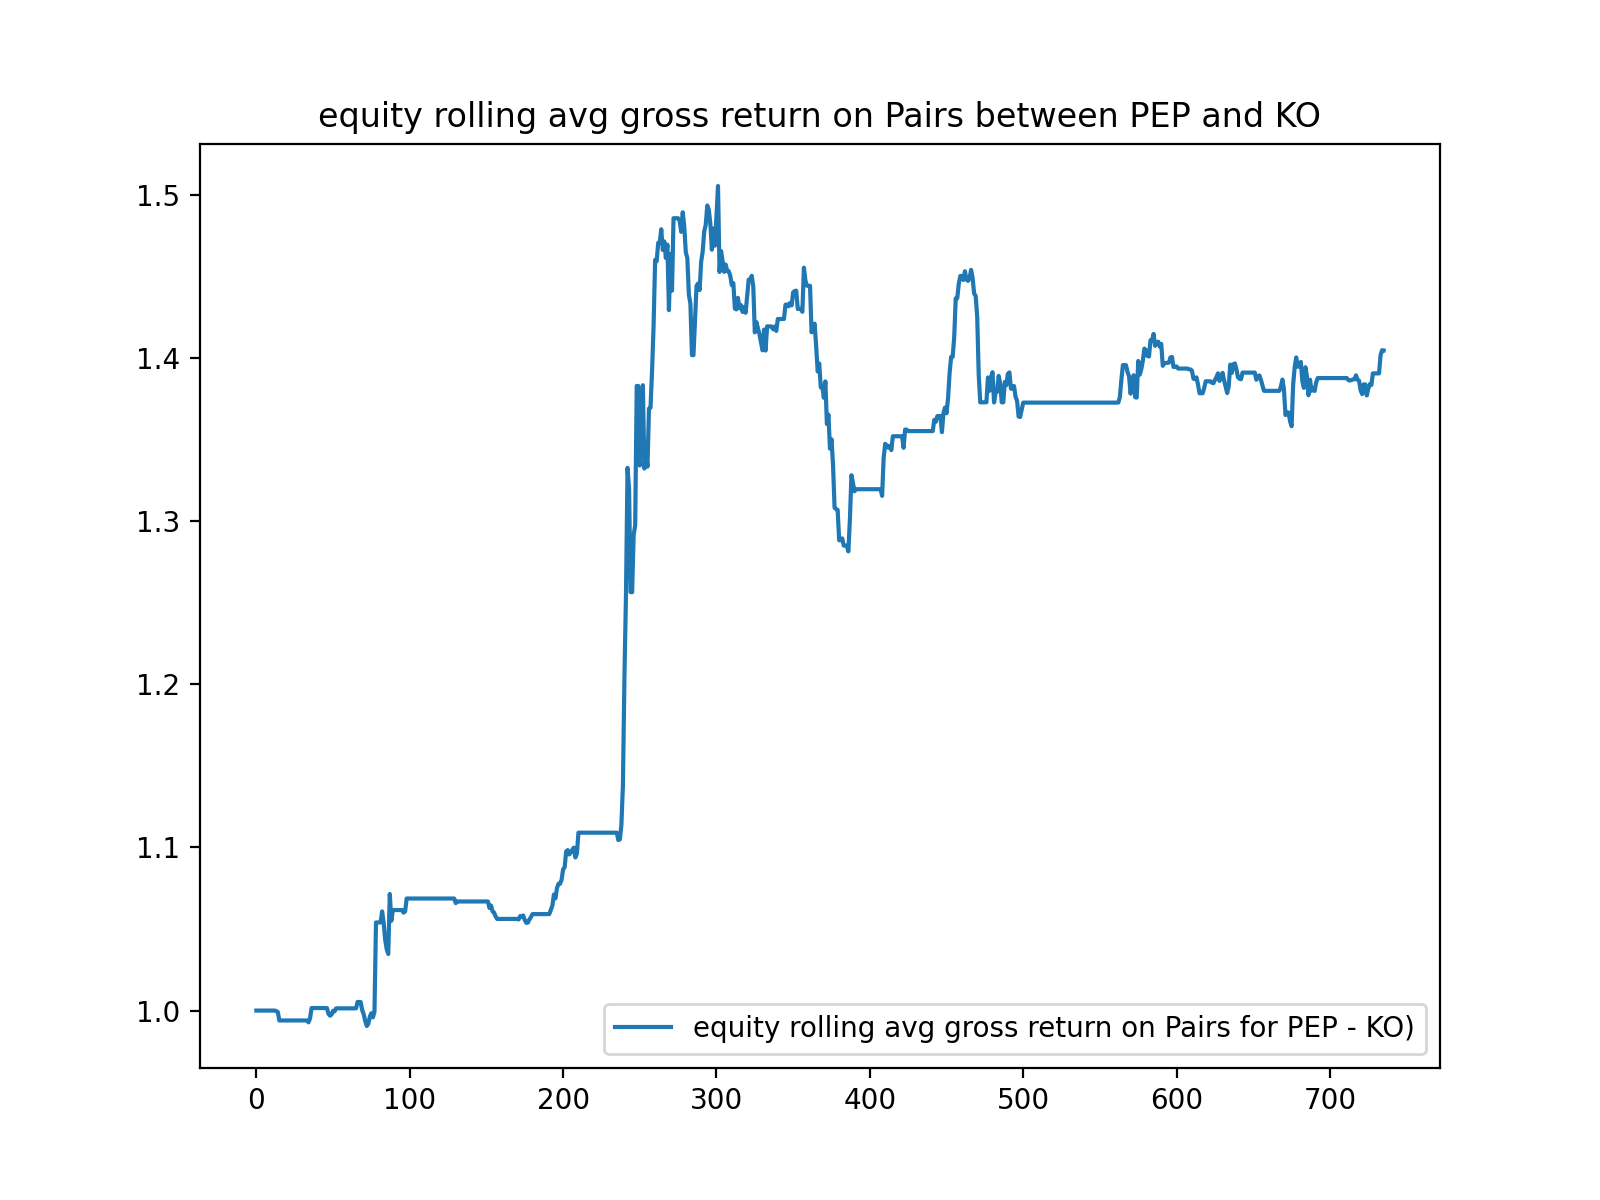 equity rolling avg gross return on Pairs between PEP and KO
1.5
1.4
1.3
1.2
1.1
1.0
equity rolling avg gross return on Pairs for PEP - KO)
0 100 200 300 400 500 600 700